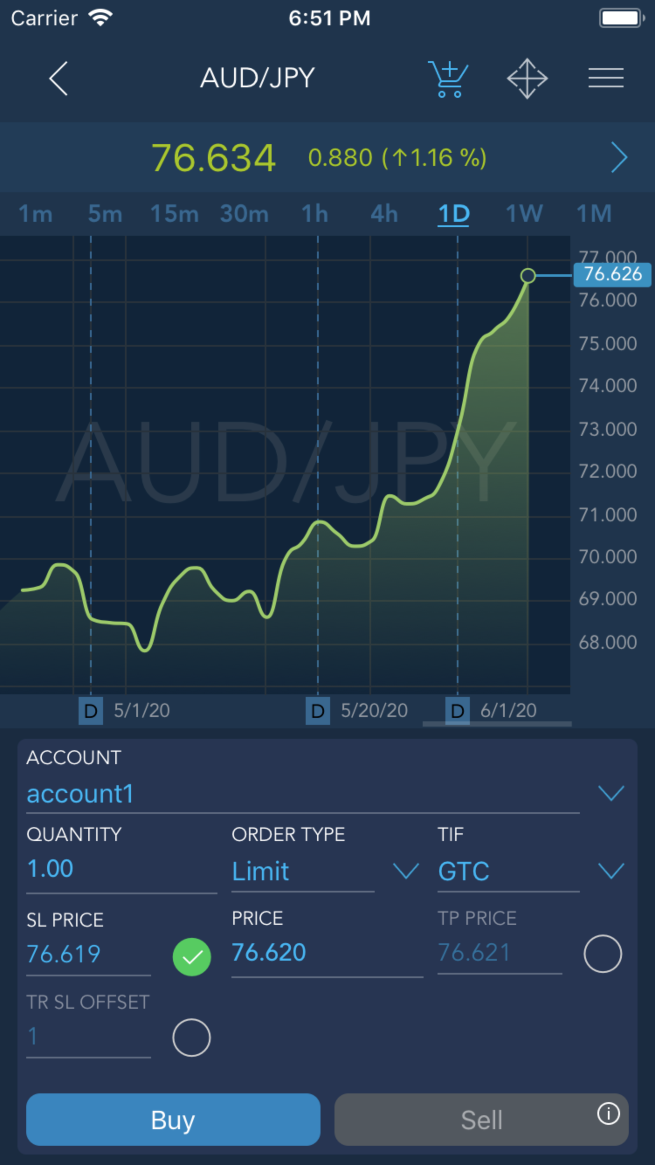 Carrier 6:51 PM
AUD/JPY
76.634 0.880 (↑1.16 %)
1m 5m 15m 30m 1h 4h 1D 1W 1M
77.000
76.626
76.000
75.000
74.000
73.000
AUD/JPY
72.000
71.000
70.000
69.000
68.000
D 5/1/20 D 5/20/20 D 6/1/20
ACCOUNT
account1
QUANTITY ORDER TYPE TIF
1.00 Limit GTC
SL PRICE PRICE TP PRICE
76.619 76.620 76.621
TR SL OFFSET
1
Buy Sell